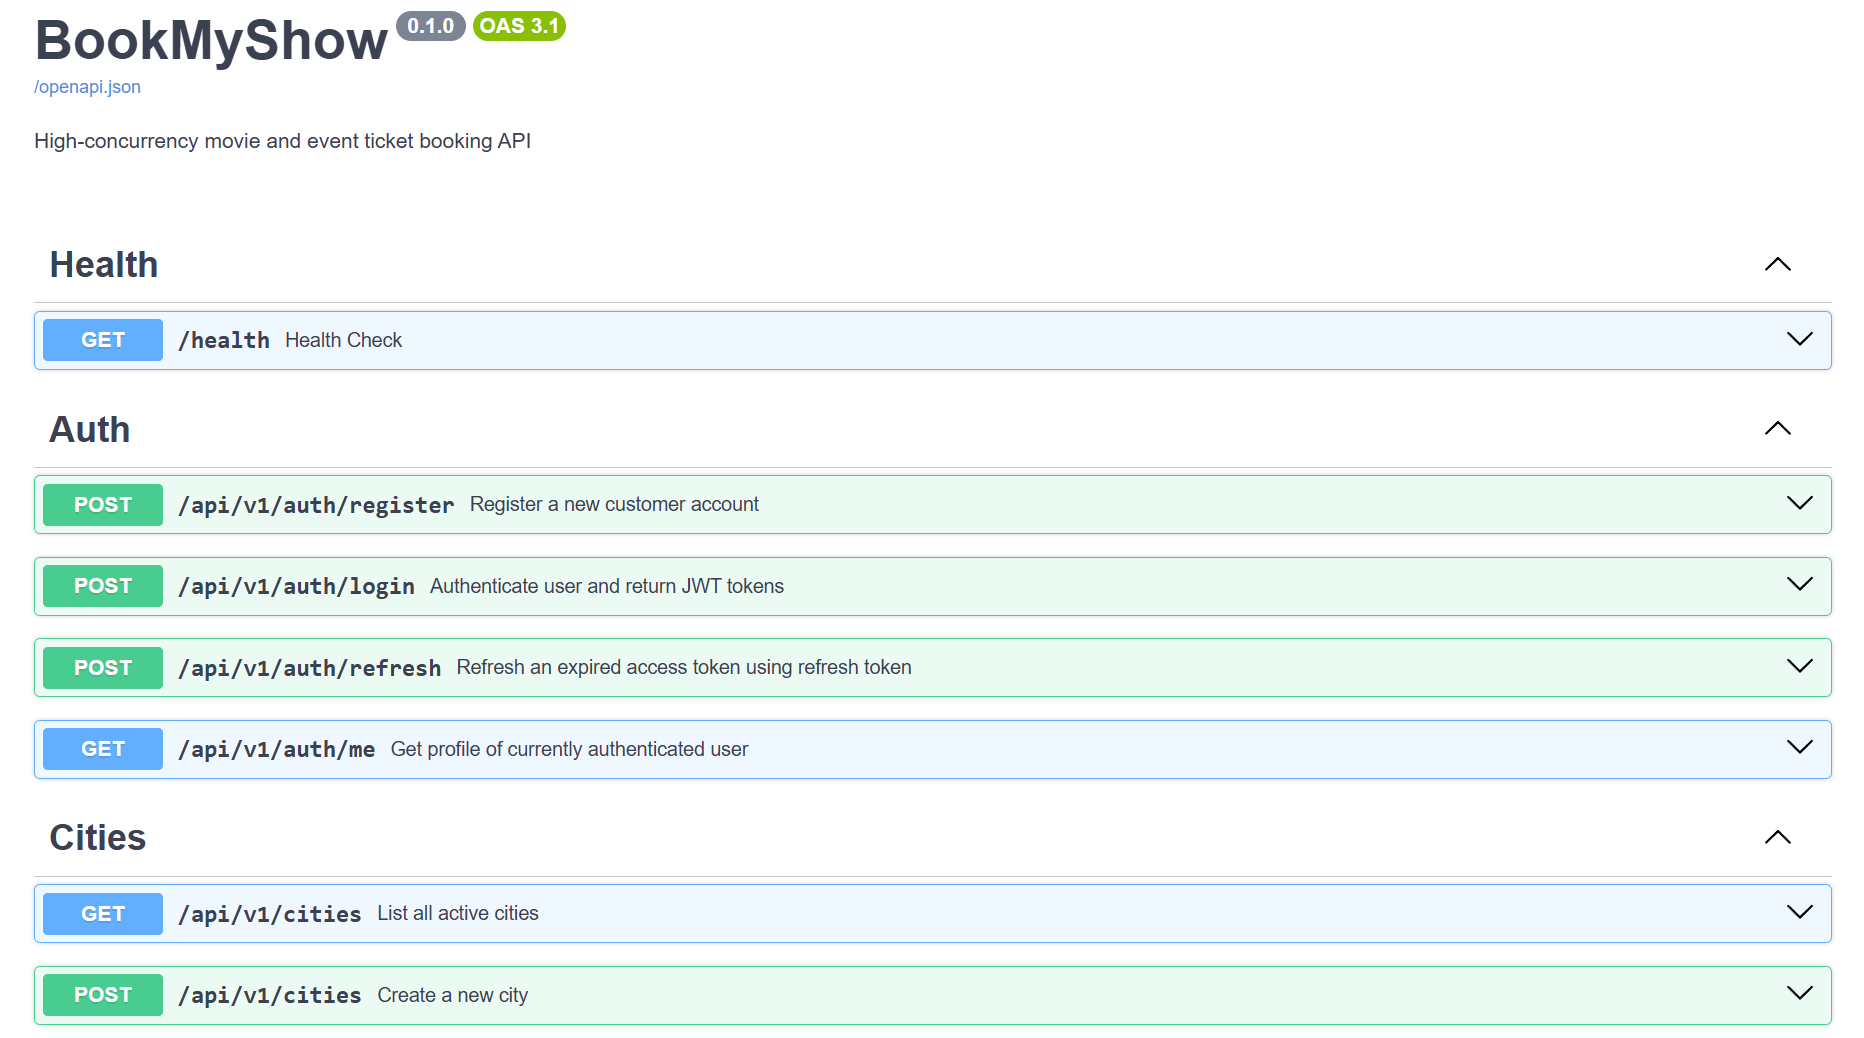 BookMyShow 0.1.0 OAS 3.1
/openapi.json
High-concurrency movie and event ticket booking API
Health
GET /health Health Check
Auth
POST /api/v1/auth/register Register a new customer account
POST /api/v1/auth/login Authenticate user and return JWT tokens
POST /api/v1/auth/refresh Refresh an expired access token using refresh token
GET /api/v1/auth/me Get profile of currently authenticated user
Cities
GET /api/v1/cities List all active cities
POST /api/v1/cities Create a new city